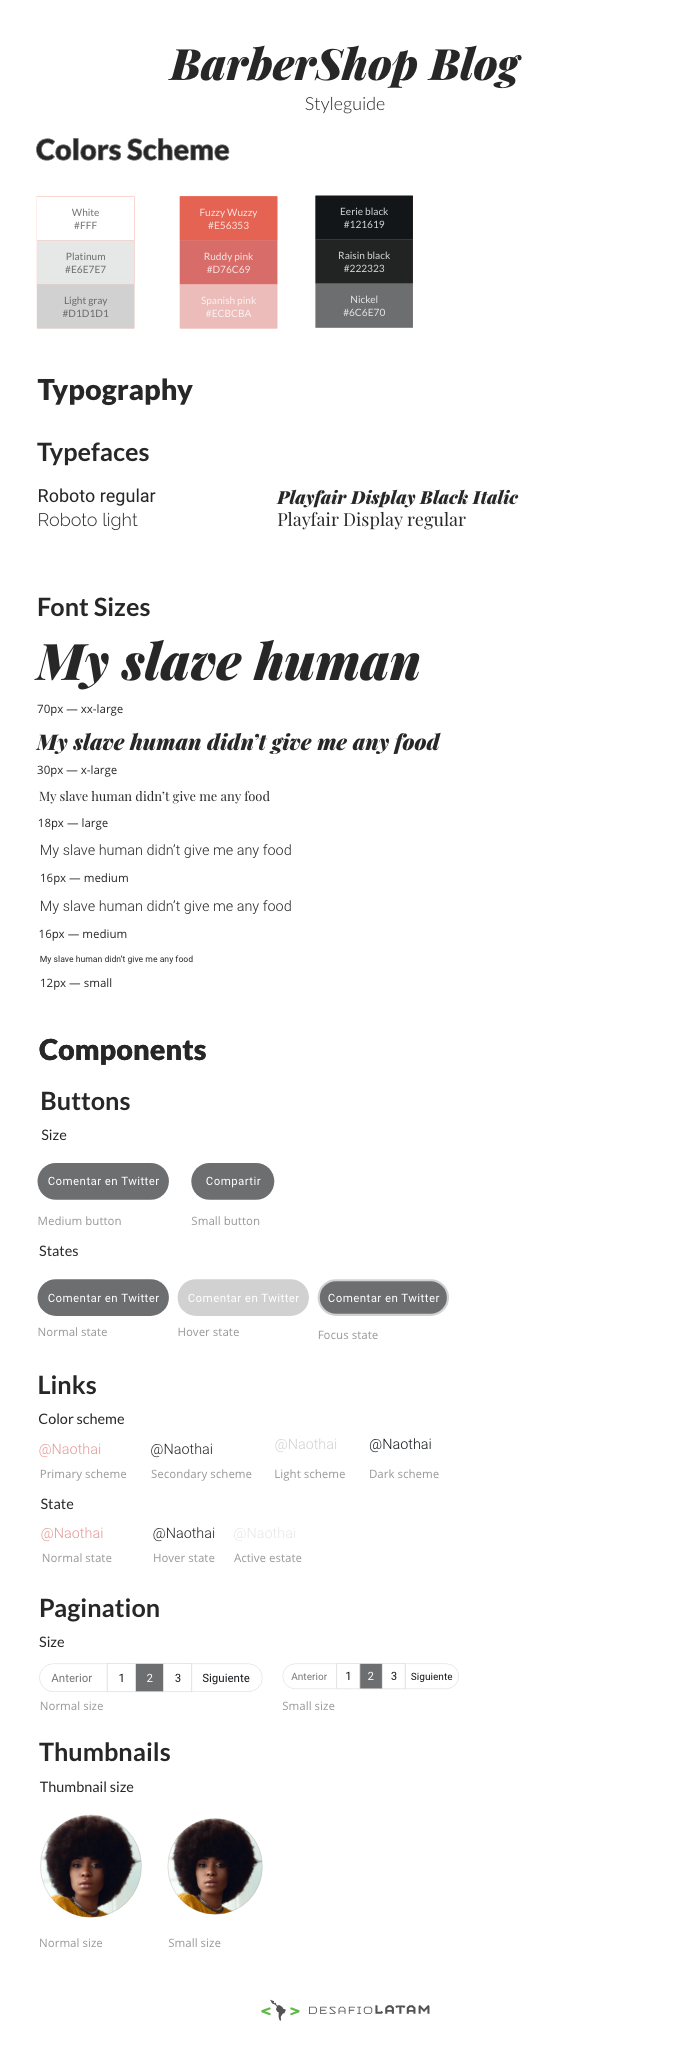 BarberShop Blog
Styleguide
Colors Scheme
White
#FFF
Platinum
#E6E7E7
Light gray
#D1D1D1
Fuzzy Wuzzy
#E56353
Ruddy pink
#D76C69
Spanish pink
#ECBCBA
Eerie black
#121619
Raisin black
#222323
Nickel
#6C6E70
Typography
Typefaces
Roboto regular
Roboto light
Playfair Display Black Italic
Playfair Display regular
Font Sizes
My slave human
70px — xx-large
My slave human didn’t give me any food
30px — x-large
My slave human didn’t give me any food
18px — large
My slave human didn’t give me any food
16px — medium
My slave human didn’t give me any food
16px — medium
My slave human didn’t give me any food
12px — small
Components
Buttons
Size
Comentar en Twitter Compartir
Medium button Small button
States
Comentar en Twitter Comentar en Twitter Comentar en Twitter
Normal state Hover state Focus state
Links
Color scheme
@Naothai @Naothai @Naothai @Naothai
Primary scheme Secondary scheme Light scheme Dark scheme
State
@Naothai @Naothai @Naothai
Normal state Hover state Active estate
Pagination
Size
Anterior 1 2 3 Siguiente Anterior 1 2 3 Siguiente
Normal size Small size
Thumbnails
Thumbnail size
Normal size Small size
< > DESAFIOLATAM